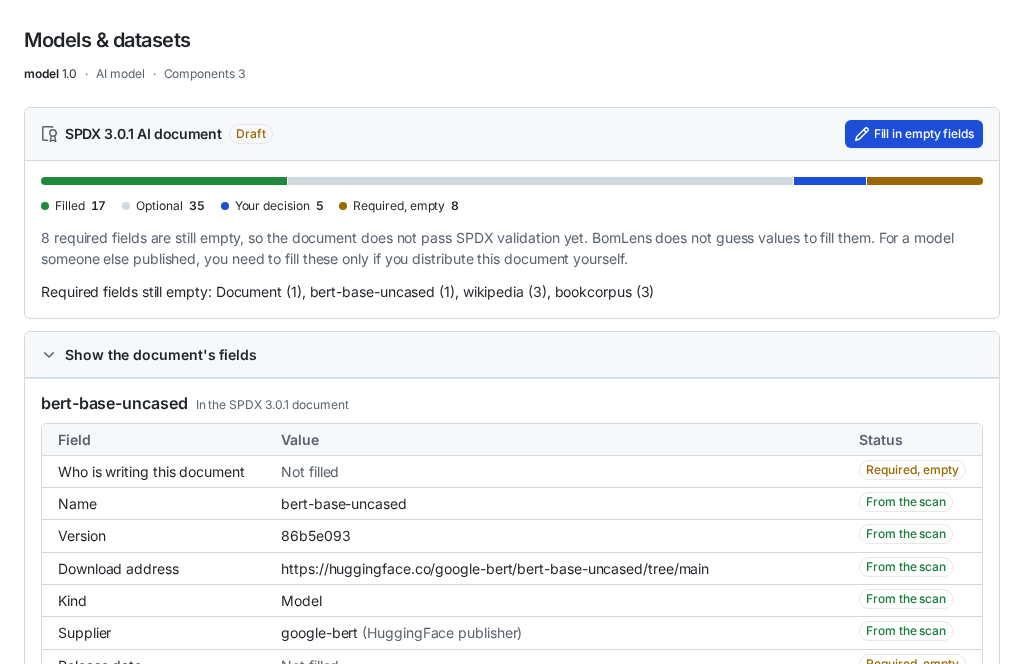 Models & datasets
model 1.0 · AI model · Components 3
SPDX 3.0.1 AI document Draft Fill in empty fields
Filled 17 Optional 35 Your decision 5 Required, empty 8
8 required fields are still empty, so the document does not pass SPDX validation yet. BomLens does not guess values to fill them. For a model
someone else published, you need to fill these only if you distribute this document yourself.
Required fields still empty: Document (1), bert-base-uncased (1), wikipedia (3), bookcorpus (3)
Show the document's fields
bert-base-uncased In the SPDX 3.0.1 document
Field Value Status
Who is writing this document Not filled Required, empty
Name bert-base-uncased From the scan
Version 86b5e093 From the scan
Download address https://huggingface.co/google-bert/bert-base-uncased/tree/main From the scan
Kind Model From the scan
Supplier google-bert (HuggingFace publisher) From the scan
Release date Not filled Required, empty